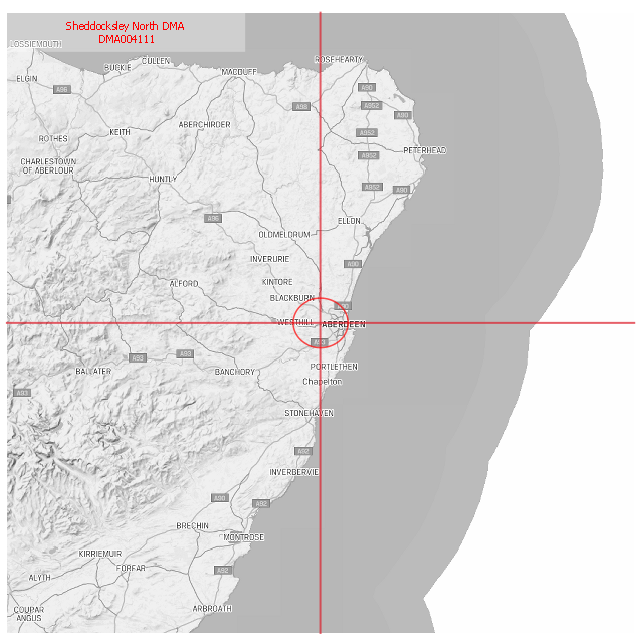 Sheddocksley North DMA
DMA004111
LOSSIEMOUTH
ROSEHEARTY
CULLEN
BUCKIE
MACDUFF
ELGIN
A96
A90
A98
A952
A90
ABERCHIRDER
KEITH
A952
ROTHES
PETERHEAD
A952
CHARLESTOWN
OF ABERLOUR
HUNTLY
A952
A90
A96
ELLON
OLDMELDRUM
INVERURIE
A90
ALFORD
KINTORE
BLACKBURN
WESTHILL
ABERDEEN
A93
A93
A93
BALLATER
BANCHORY
PORTLETHEN
Chapelton
A93
STONEHAVEN
A92
INVERBERVIE
A90
A92
BRECHIN
MONTROSE
KIRRIEMUIR
FORFAR
A92
ALYTH
COUPAR
ANGUS
ARBROATH